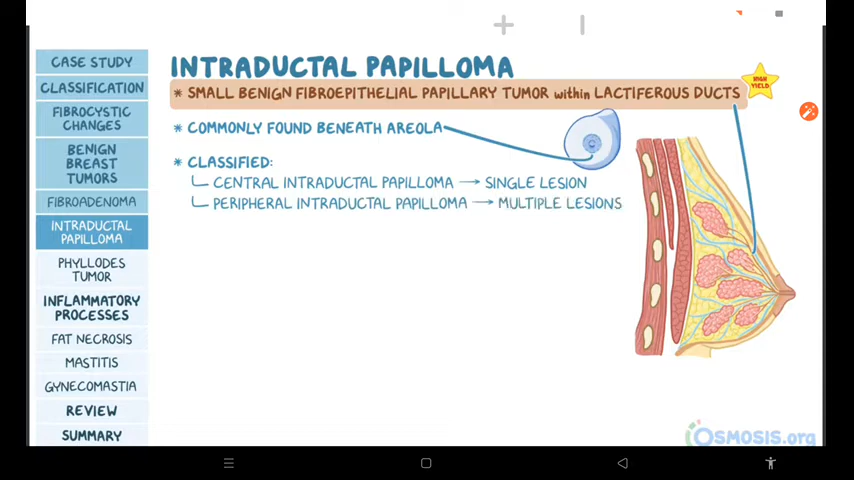 CASE STUDY
CLASSIFICATION
FIBROCYSTIC
CHANGES
BENIGN
BREAST
TUMORS
FIBROADENOMA
INTRADUCTAL
PAPILLOMA
PHYLLODES
TUMOR
INFLAMMATORY
PROCESSES
FAT NECROSIS
MASTITIS
GYNECOMASTIA
REVIEW
SUMMARY
INTRADUCTAL PAPILLOMA
* SMALL BENIGN FIBROEPITHELIAL PAPILLARY TUMOR within LACTIFEROUS DUCTS
HIGH
YIELD
* COMMONLY FOUND BENEATH AREOLA
* CLASSIFIED:
CENTRAL INTRADUCTAL PAPILLOMA → SINGLE LESION
PERIPHERAL INTRADUCTAL PAPILLOMA → MULTIPLE LESIONS
OSMOSIS.org